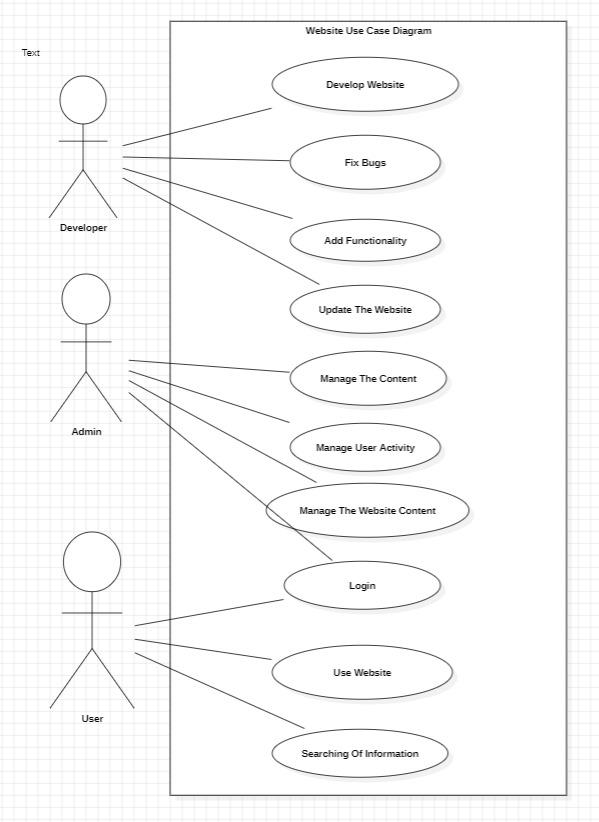 Website Use Case Diagram
Text
Develop Website
Fix Bugs
Developer
Add Functionality
Update The Website
Manage The Content
Admin
Manage User Activity
Manage The Website Content
Login
Use Website
User
Searching Of Information